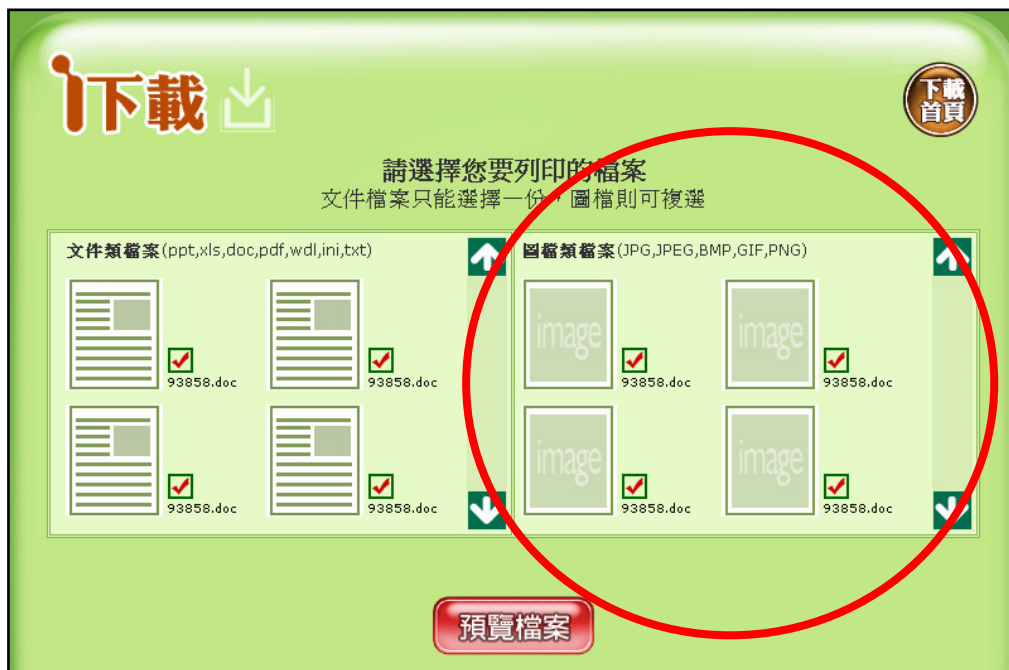 i下載
下載
首頁
請選擇您要列印的檔案
文件檔案只能選擇一份，圖檔則可複選
文件類檔案(ppt,xls,doc,pdf,wdl,ini,txt)
圖檔類檔案(JPG,JPEG,BMP,GIF,PNG)
93858.doc
93858.doc
image
93858.doc
image
93858.doc
93858.doc
93858.doc
image
93858.doc
image
93858.doc
預覽檔案